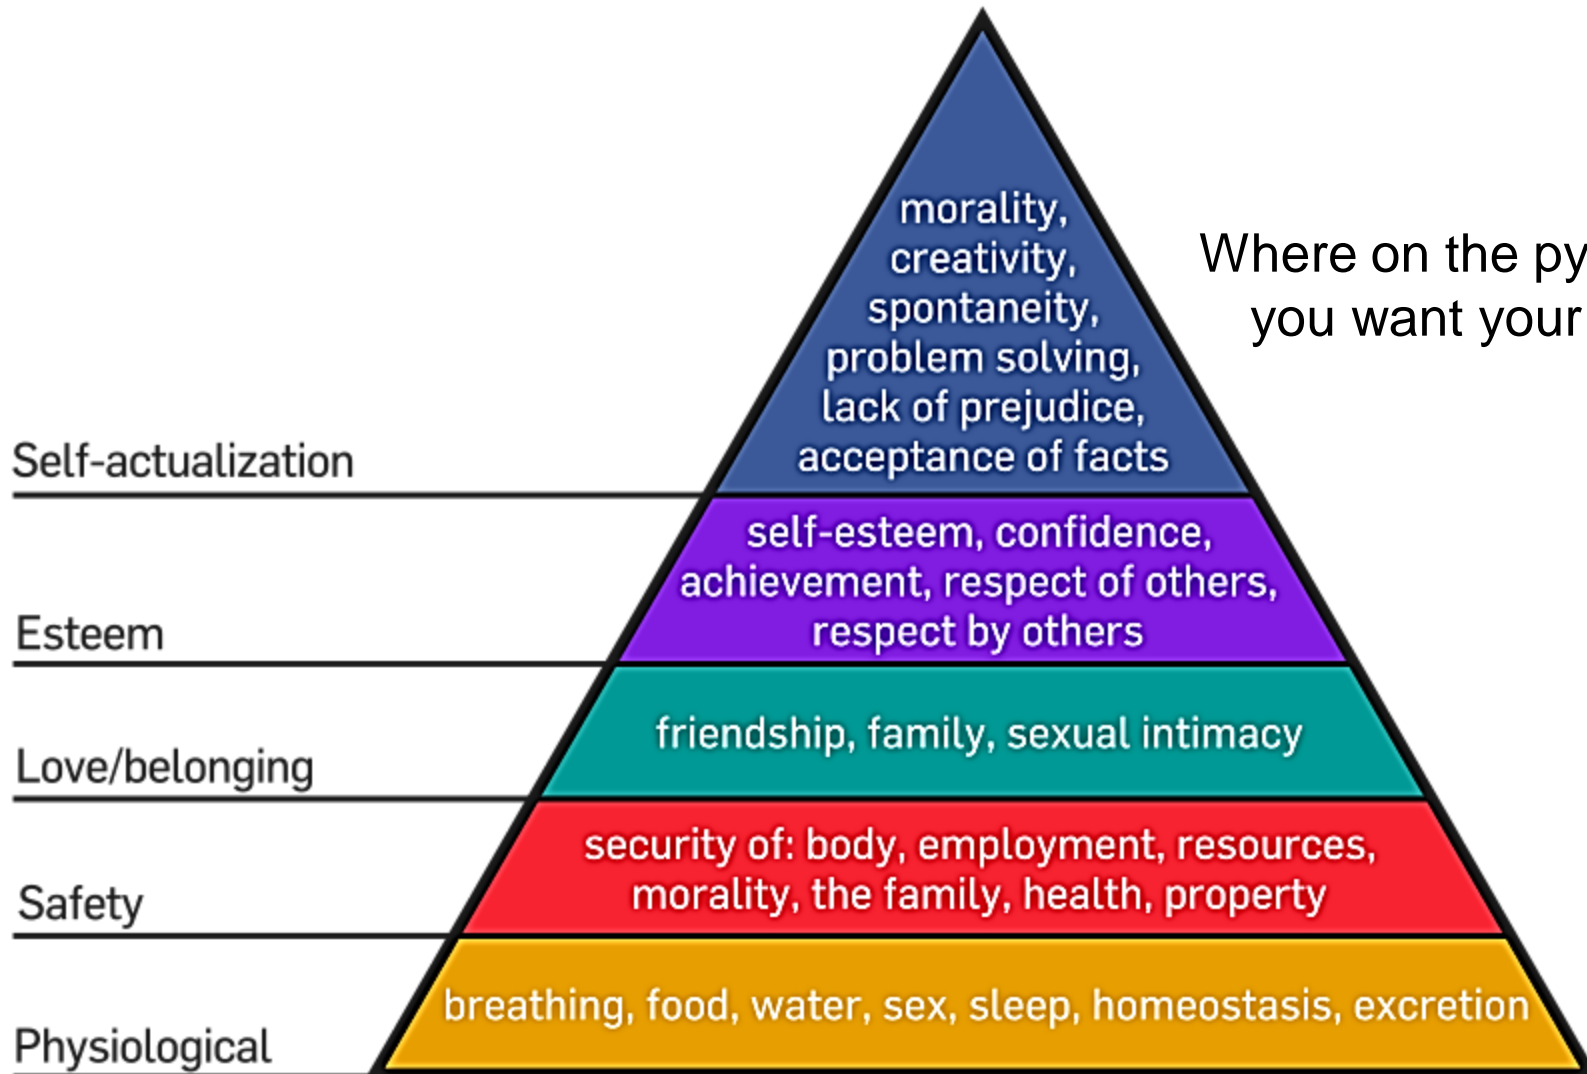 morality,
creativity,
spontaneity,
problem solving,
lack of prejudice,
acceptance of facts
Where on the py
you want your
Self-actualization
self-esteem, confidence,
achievement, respect of others,
respect by others
Esteem
friendship, family, sexual intimacy
Love/belonging
security of: body, employment, resources,
morality, the family, health, property
Safety
breathing, food, water, sex, sleep, homeostasis, excretion
Physiological